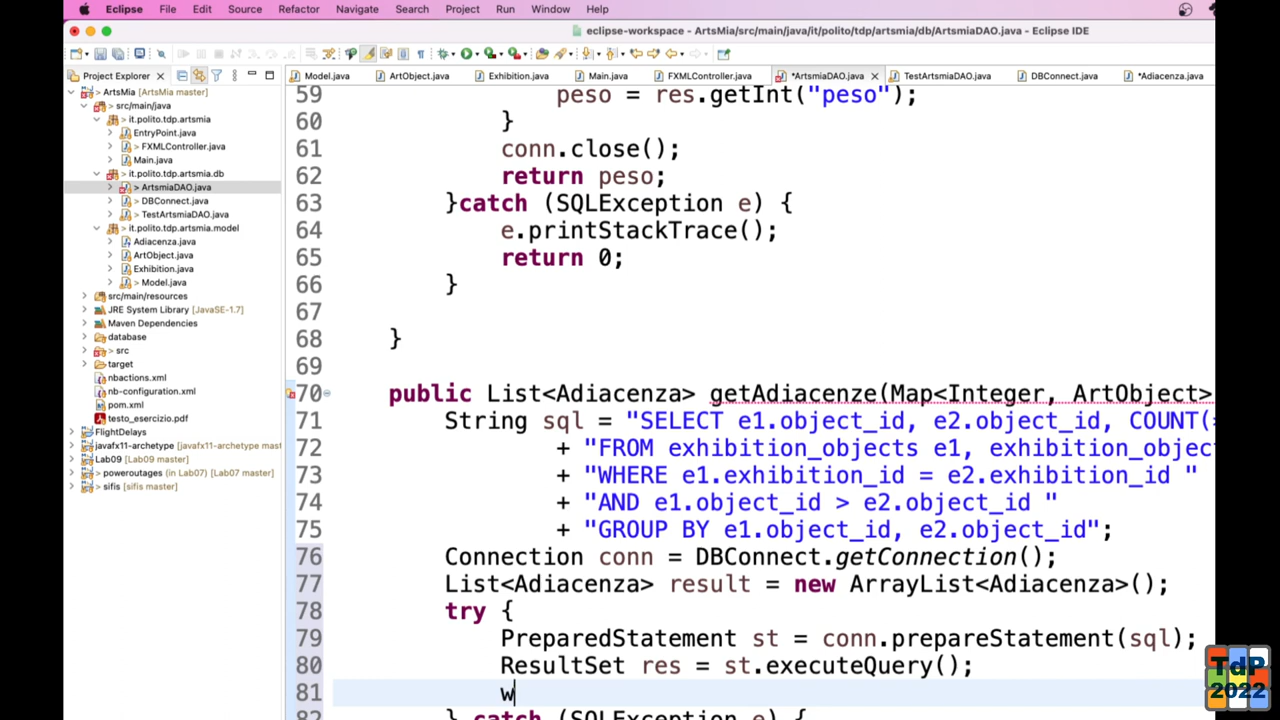 Eclipse File Edit Source Refactor Navigate Search Project Run Window Help
eclipse-workspace - ArtsMia/src/main/java/it/polito/tdp/artsmia/db/ArtsmiaDAO.java - Eclipse IDE
Project Explorer
Model.java ArtObject.java Exhibition.java Main.java FXMLController.java *ArtsmiaDAO.java TestArtsmiaDAO.java DBConnect.java *Adiacenza.java
ArtsMia [ArtsMia master]
src/main/java
it.polito.tdp.artsmia
EntryPoint.java
> FXMLController.java
Main.java
> it.polito.tdp.artsmia.db
> ArtsmiaDAO.java
> DBConnect.java
> TestArtsmiaDAO.java
> it.polito.tdp.artsmia.model
Adiacenza.java
ArtObject.java
Exhibition.java
> Model.java
src/main/resources
JRE System Library [JavaSE-1.7]
Maven Dependencies
database
> src
target
nbactions.xml
nb-configuration.xml
pom.xml
testo_esercizio.pdf
FlightDelays
javafx11-archetype [javafx11-archetype mast
Lab09 [Lab09 master]
> poweroutages (in Lab07) [Lab07 master]
> sifis [sifis master]
59 peso = res.getInt("peso");
60 }
61 conn.close();
62 return peso;
63 }catch (SQLException e) {
64 e.printStackTrace();
65 return 0;
66 }
67
68 }
69
70 public List<Adiacenza> getAdiacenze(Map<Integer, ArtObject>
71 String sql = "SELECT e1.object_id, e2.object_id, COUNT(
72 + "FROM exhibition_objects e1, exhibition_objec
73 + "WHERE e1.exhibition_id = e2.exhibition_id "
74 + "AND e1.object_id > e2.object_id "
75 + "GROUP BY e1.object_id, e2.object_id";
76 Connection conn = DBConnect.getConnection();
77 List<Adiacenza> result = new ArrayList<Adiacenza>();
78 try {
79 PreparedStatement st = conn.prepareStatement(sql);
80 ResultSet res = st.executeQuery();
81 w
82 } catch (SQLException e) {
TdP
2022